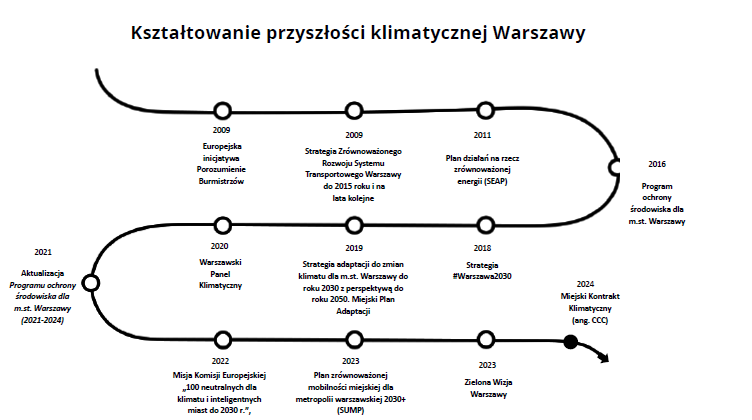 Kształtowanie przyszłości klimatycznej Warszawy
2009
Europejska
inicjatywa
Porozumienie
Burmistrzów
2009
Strategia Zrównoważonego
Rozwoju Systemu
Transportowego Warszawy
do 2015 roku i na
lata kolejne
2011
Plan działań na rzecz
zrównoważonej
energii (SEAP)
2016
Program
ochrony
środowiska dla
m.st. Warszawy
2018
Strategia
#Warszawa2030
2019
Strategia adaptacji do zmian
klimatu dla m.st. Warszawy do
roku 2030 z perspektywą do
roku 2050. Miejski Plan
Adaptacji
2020
Warszawski
Panel
Klimatyczny
2021
Aktualizacja
Programu ochrony
środowiska dla
m.st. Warszawy
(2021-2024)
2022
Misja Komisji Europejskiej
„100 neutralnych dla
klimatu i inteligentnych
miast do 2030 r.”,
2023
Plan zrównoważonej
mobilności miejskiej dla
metropolii warszawskiej 2030+
(SUMP)
2023
Zielona Wizja
Warszawy
2024
Miejski Kontrakt
Klimatyczny
(ang. CCC)